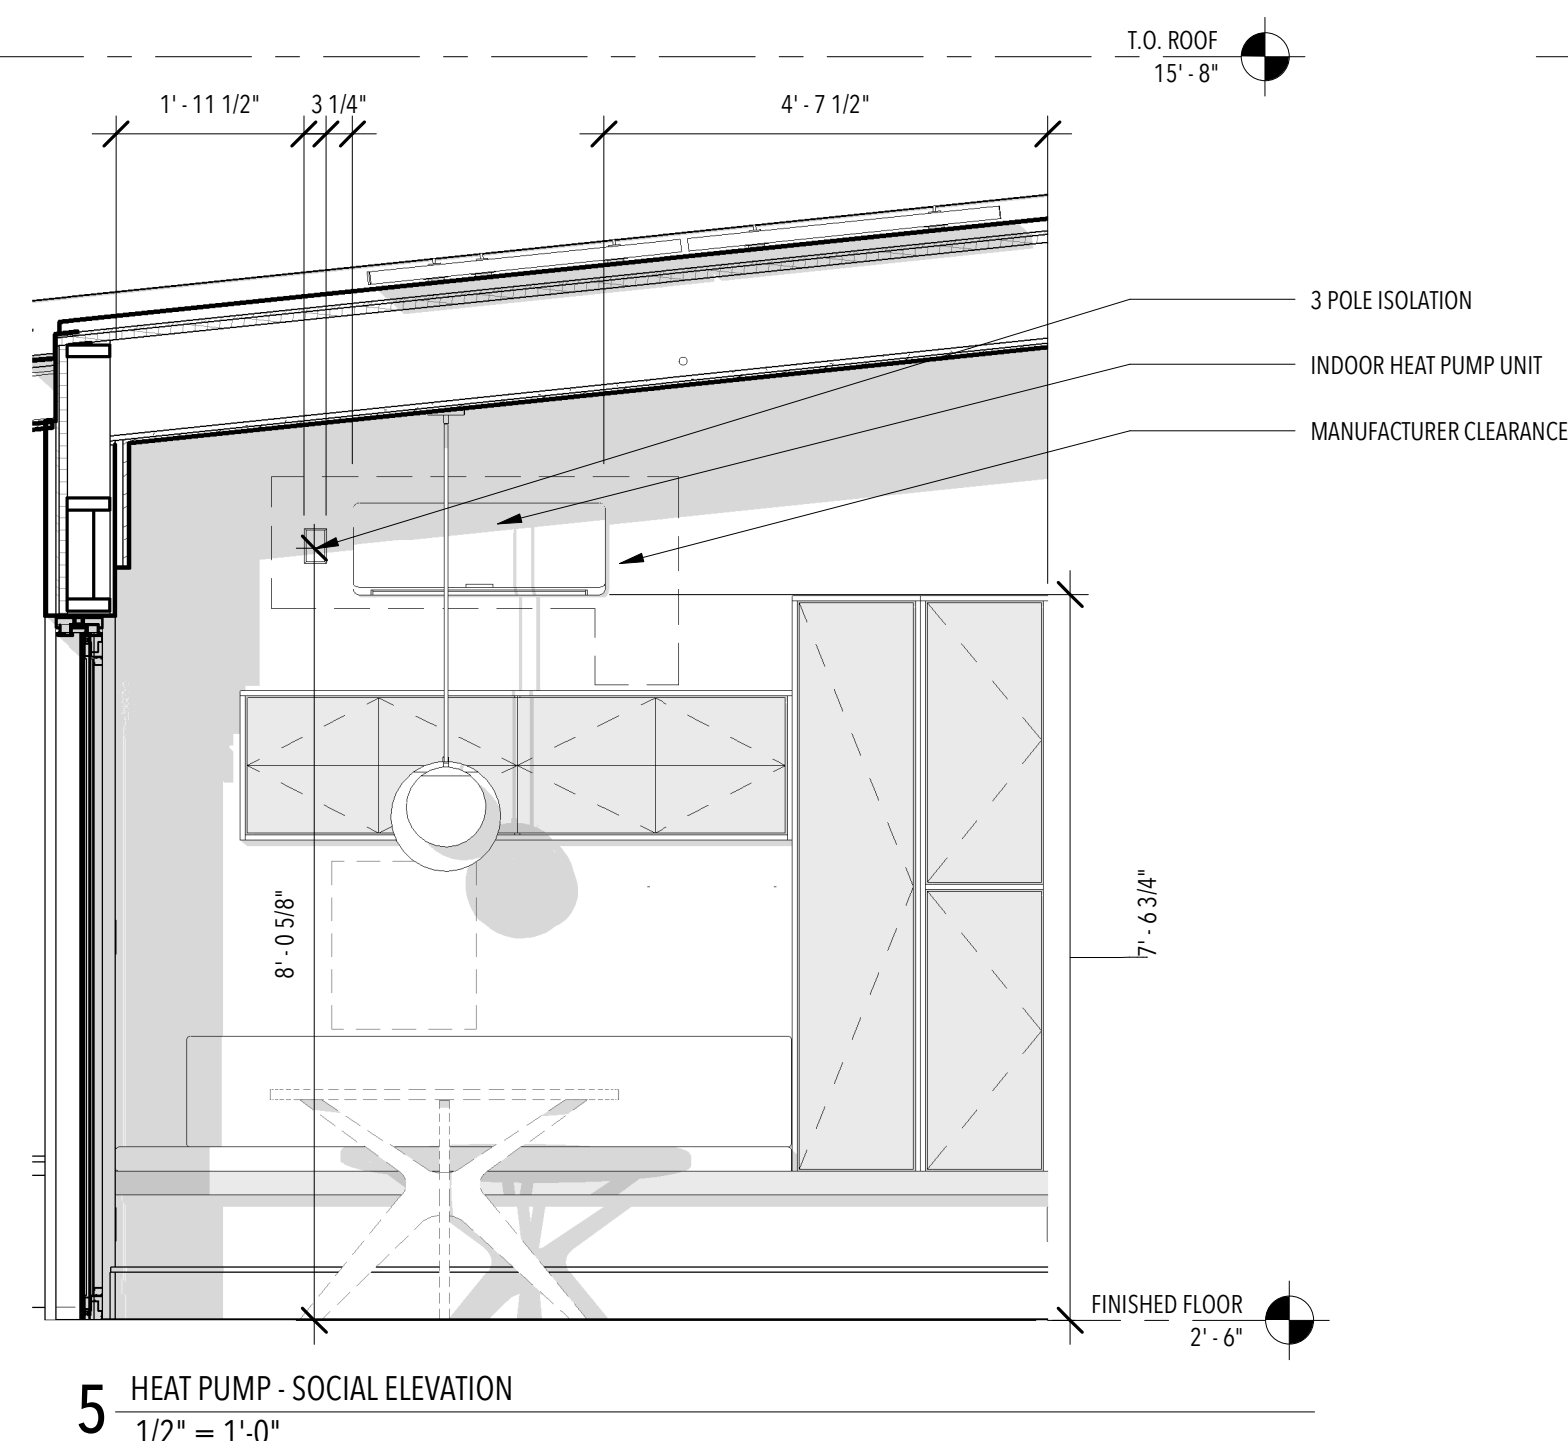 T.O. ROOF
15' - 8"
1' - 11 1/2"
3 1/4"
4' - 7 1/2"
3 POLE ISOLATION
INDOOR HEAT PUMP UNIT
MANUFACTURER CLEARANCE
8' - 0 5/8"
7' - 6 3/4"
FINISHED FLOOR
2' - 6"
5
HEAT PUMP - SOCIAL ELEVATION
1/2" = 1'-0"